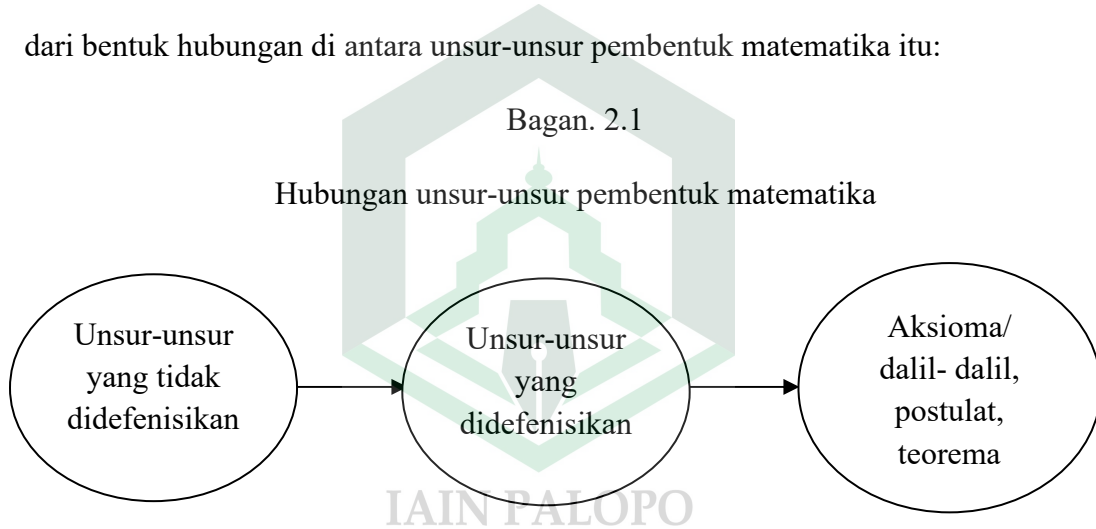 dari bentuk hubungan di antara unsur-unsur pembentuk matematika itu:
Bagan. 2.1
Hubungan unsur-unsur pembentuk matematika
Unsur-unsur
yang tidak
didefenisikan
Unsur-unsur
yang
didefenisikan
Aksioma/
dalil- dalil,
postulat,
teorema
IAIN PALOPO